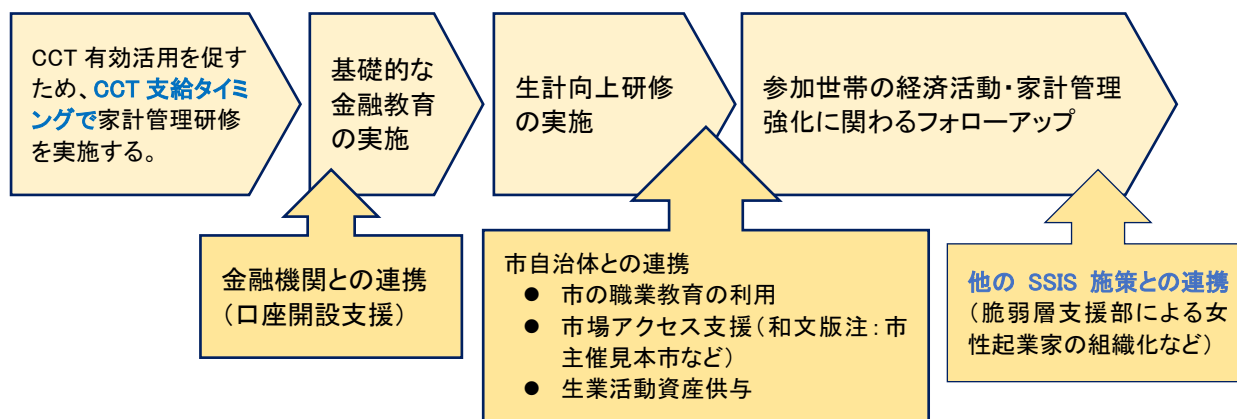 CCT 有効活用を促す
ため、CCT 支給タイミ
ングで家計管理研修
を実施する。
基礎的な
金融教育
の実施
生計向上研修
の実施
参加世帯の経済活動・家計管理
強化に関わるフォローアップ
金融機関との連携
（口座開設支援）
市自治体との連携
● 市の職業教育の利用
● 市場アクセス支援（和文版注：市
主催見本市など）
● 生業活動資産供与
他の SSIS 施策との連携
（脆弱層支援部による女
性起業家の組織化など）